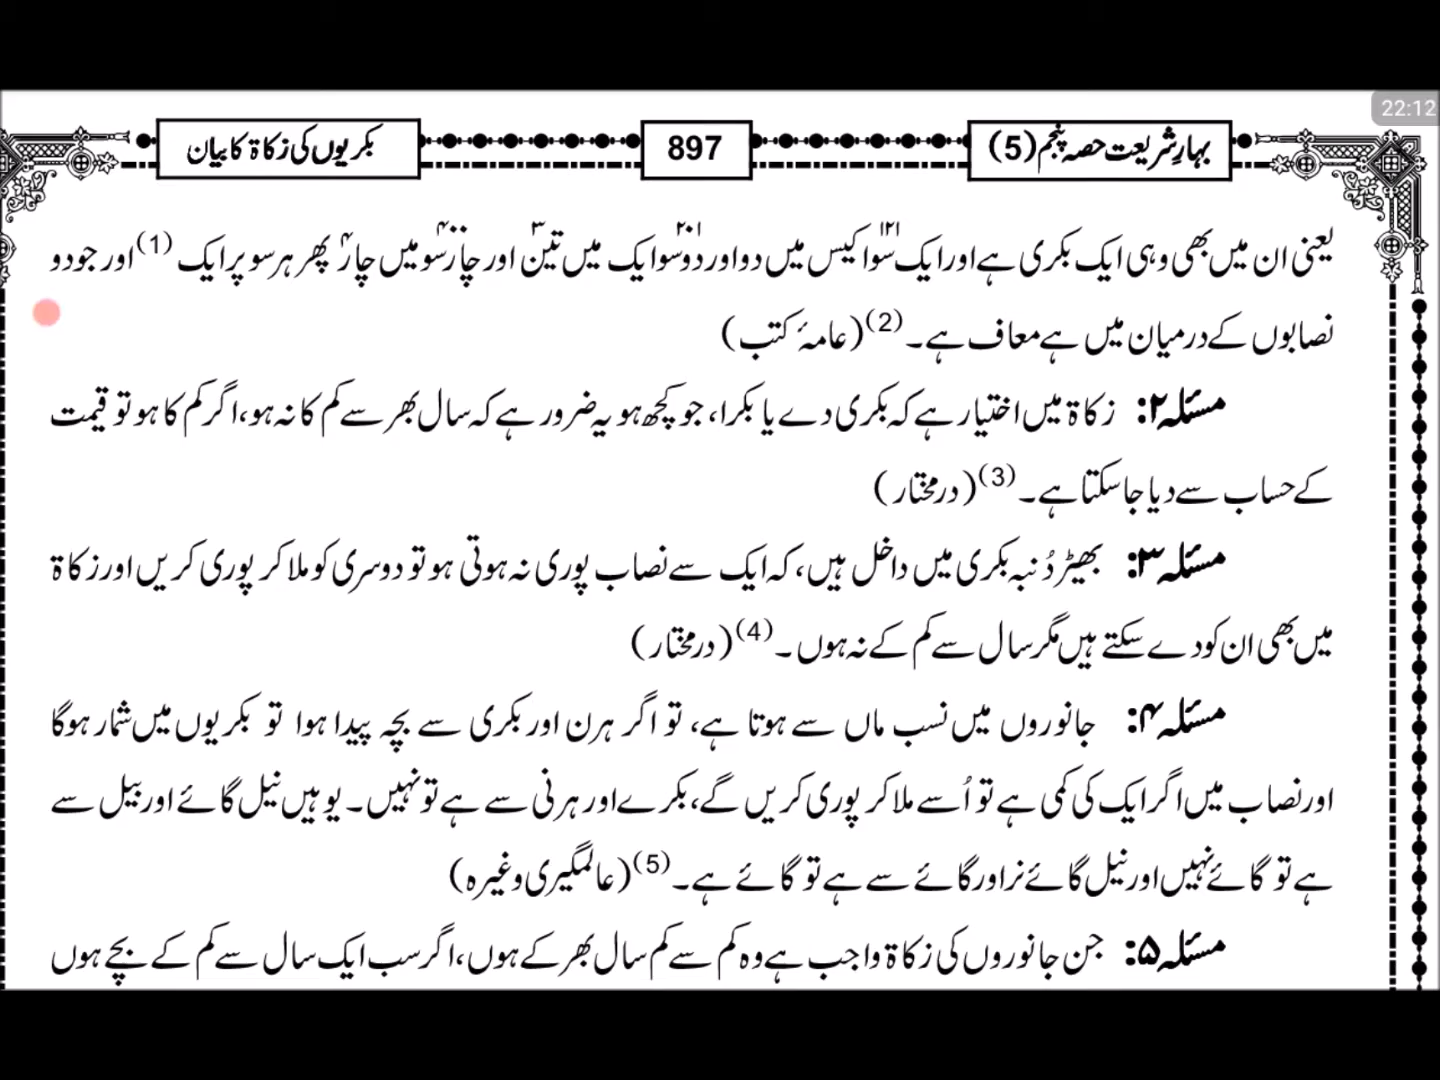 22:12
بہارِشریعت حصہ پنجم (5)
897
بکریوں کی زکاۃ کا بیان
یعنی ان میں بھی وہی ایک بکری ہے اور ایک سو۱۲۱ اکیس میں دو اور دو۲۰۱ سو ایک میں تین۳ اور چار۴۰۰ سو میں چار۴ پھر ہر سو پر ایک (1) اور جو دو
نصابوں کے درمیان میں ہے معاف ہے۔ (2) (عامۂ کتب)
مسئلہ ۲: زکاۃ میں اختیار ہے کہ بکری دے یا بکرا، جو کچھ ہو یہ ضرور ہے کہ سال بھر سے کم کا نہ ہو، اگر کم کا ہو تو قیمت
کے حساب سے دیا جا سکتا ہے۔ (3) (درمختار)
مسئلہ ۳: بھیڑ دُنبہ بکری میں داخل ہیں، کہ ایک سے نصاب پوری نہ ہوتی ہو تو دوسری کو ملا کر پوری کریں اور زکاۃ
میں بھی ان کو دے سکتے ہیں مگر سال سے کم کے نہ ہوں۔ (4) (درمختار)
مسئلہ ۴: جانوروں میں نسب ماں سے ہوتا ہے، تو اگر ہرن اور بکری سے بچہ پیدا ہوا تو بکریوں میں شمار ہوگا
اور نصاب میں اگر ایک کی کمی ہے تو اُسے ملا کر پوری کریں گے، بکرے اور ہرنی سے ہے تو نہیں۔ یوہیں نیل گائے اور بیل سے
ہے تو گائے نہیں اور نیل گائے نر اور گائے سے ہے تو گائے ہے۔ (5) (عالمگیری وغیرہ)
مسئلہ ۵: جن جانوروں کی زکاۃ واجب ہے وہ کم سے کم سال بھر کے ہوں، اگر سب ایک سال سے کم کے بچے ہوں